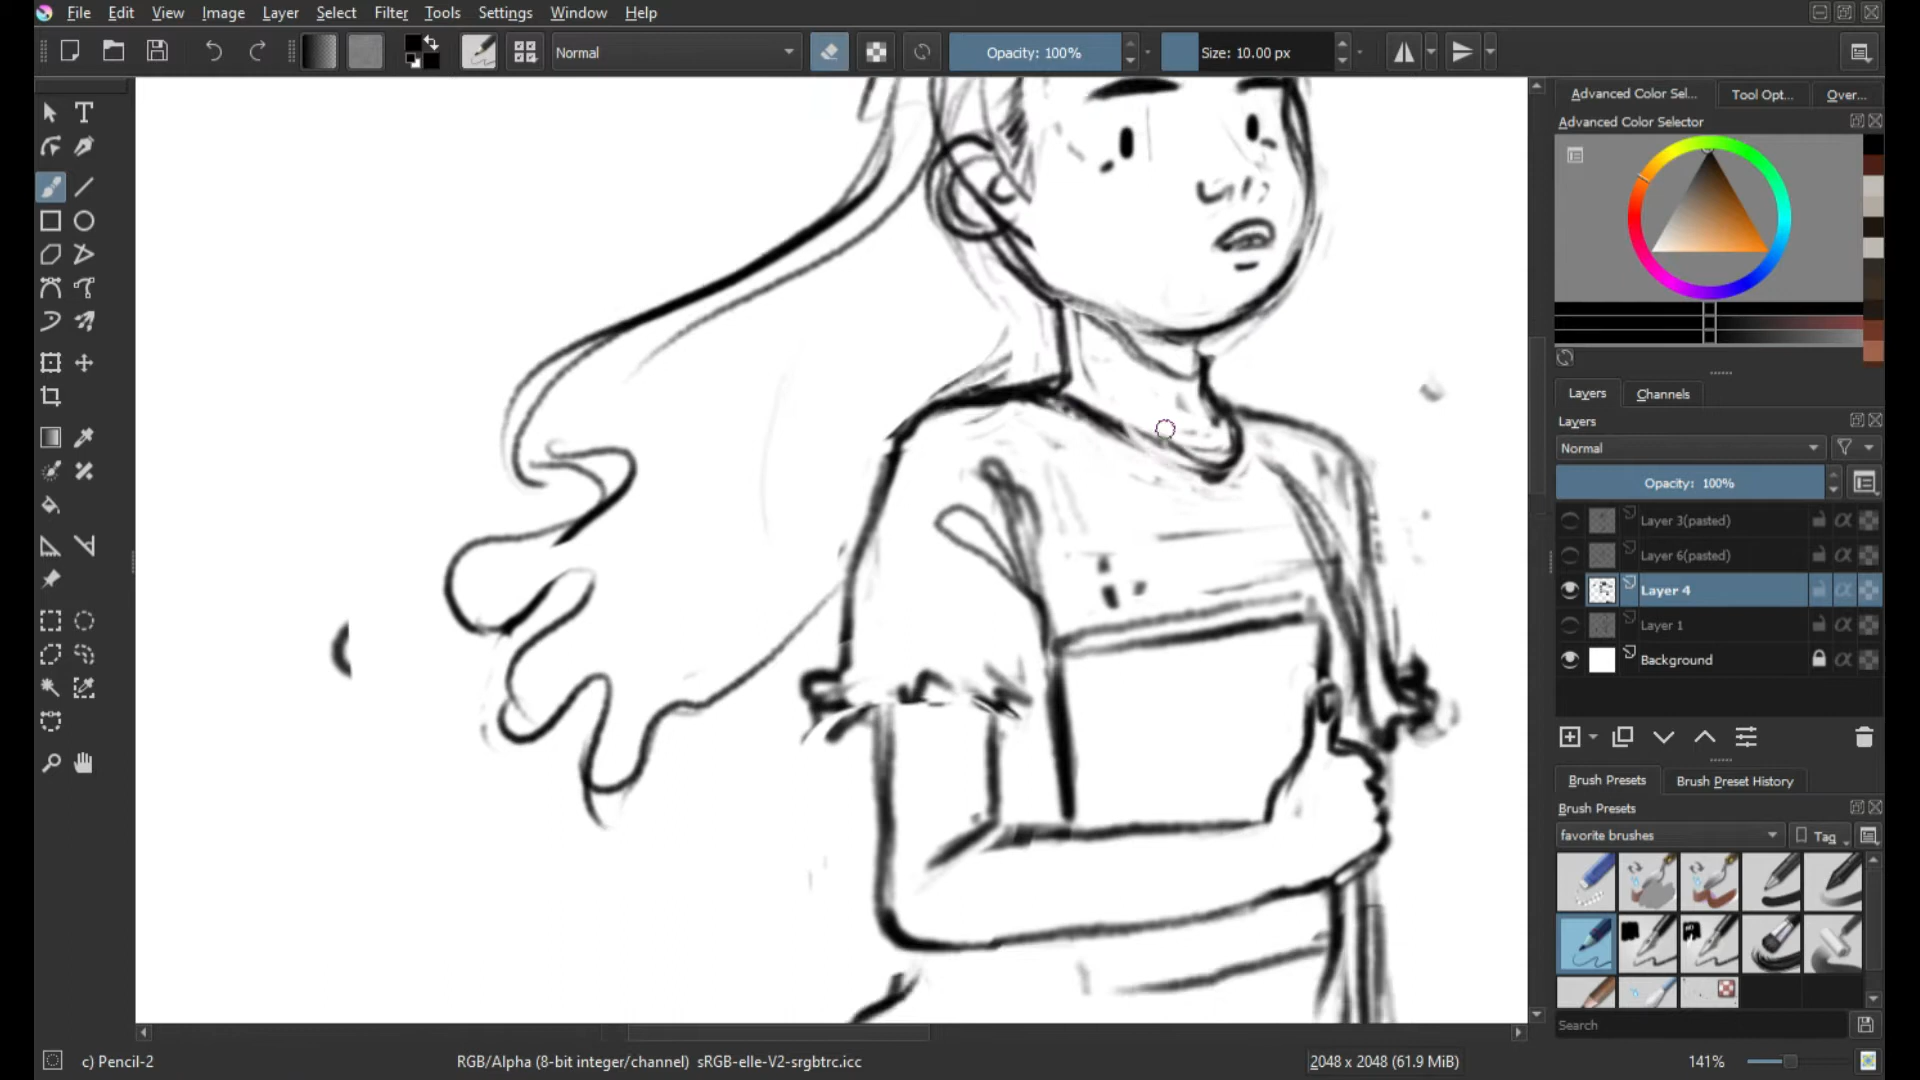 File Edit View Image Layer Select Filter Tools Settings Window Help
Normal Opacity: 100% Size: 10.00 px
Advanced Color Sel... Tool Opt... Over...
Advanced Color Selector
Layers Channels
Layers
Normal
Opacity: 100%
Layer 3(pasted)
Layer 6(pasted)
Layer 4
Layer 1
Background
Brush Presets Brush Preset History
Brush Presets
favorite brushes Tag
Search
c) Pencil-2 RGB/Alpha (8-bit integer/channel) sRGB-elle-V2-srgbtrc.icc 2048 x 2048 (61.9 MiB) 141%